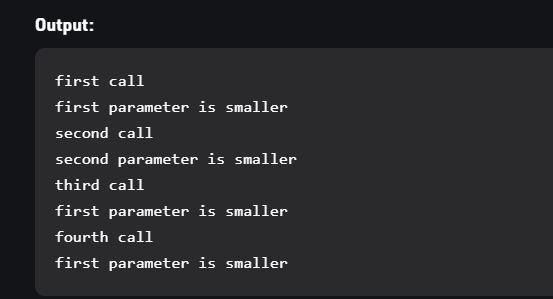 Output:
first call
first parameter is smaller
second call
second parameter is smaller
third call
first parameter is smaller
fourth call
first parameter is smaller